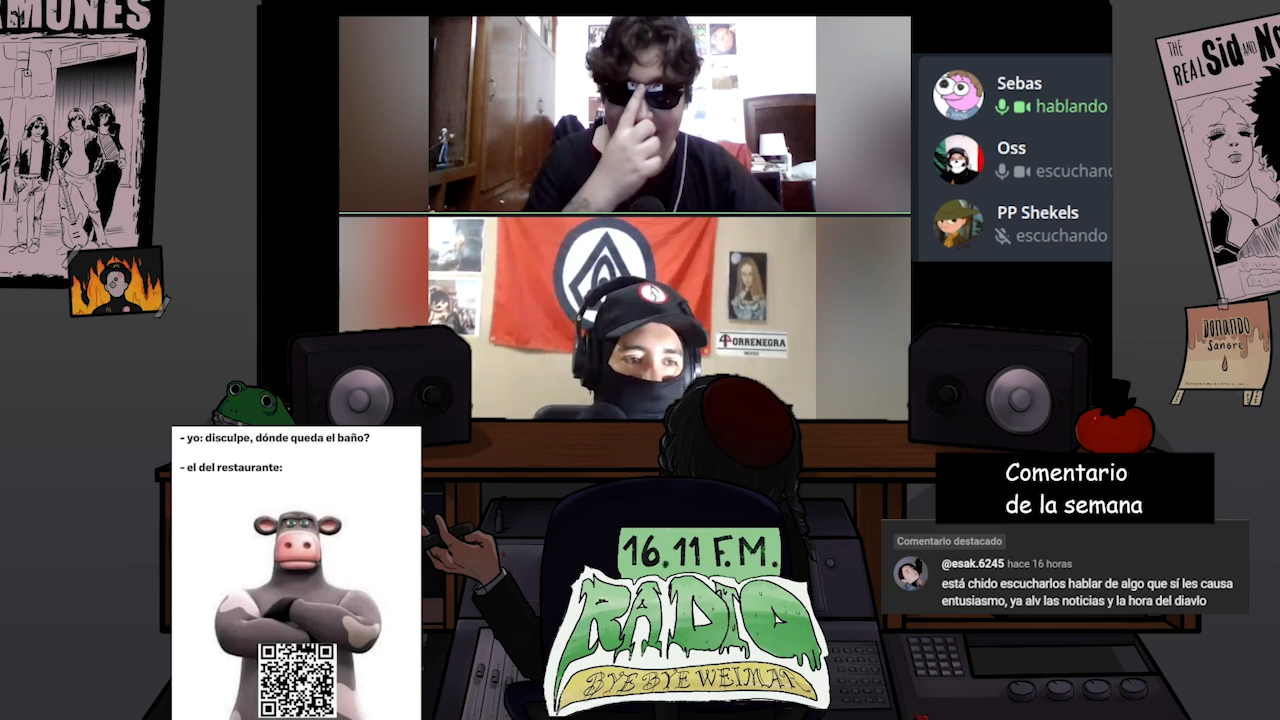 RAMONES
THE
REAL Sid AND N
Sebas
hablando
Oss
escuchand
PP Shekels
escuchando
TORRENEGRA
MEXICO
DONANDO
Sangre
- yo: disculpe, dónde queda el baño?
- el del restaurante:
Comentario
de la semana
Comentario destacado
@esak.6245 hace 16 horas
está chido escucharlos hablar de algo que sí les causa
entusiasmo, ya alv las noticias y la hora del diavlo
16.11 F.M.
RADIO
BYE BYE WEIMAR